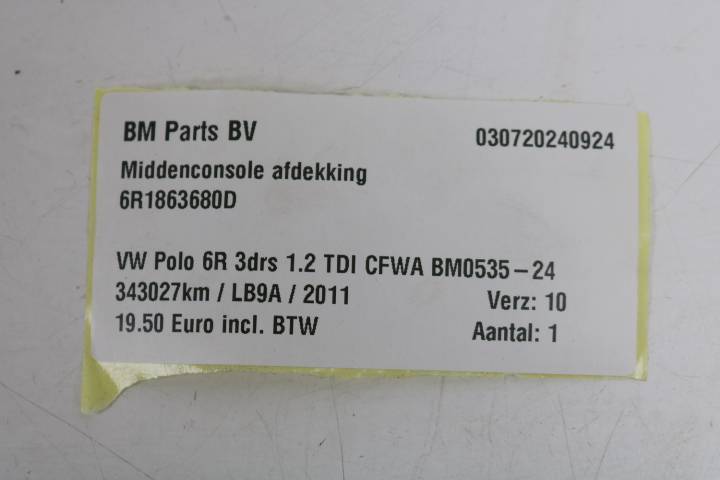 BM Parts BV 030720240924
Middenconsole afdekking
6R1863680D
VW Polo 6R 3drs 1.2 TDI CFWA BM0535-24
343027km / LB9A / 2011 Verz: 10
19.50 Euro incl. BTW Aantal: 1